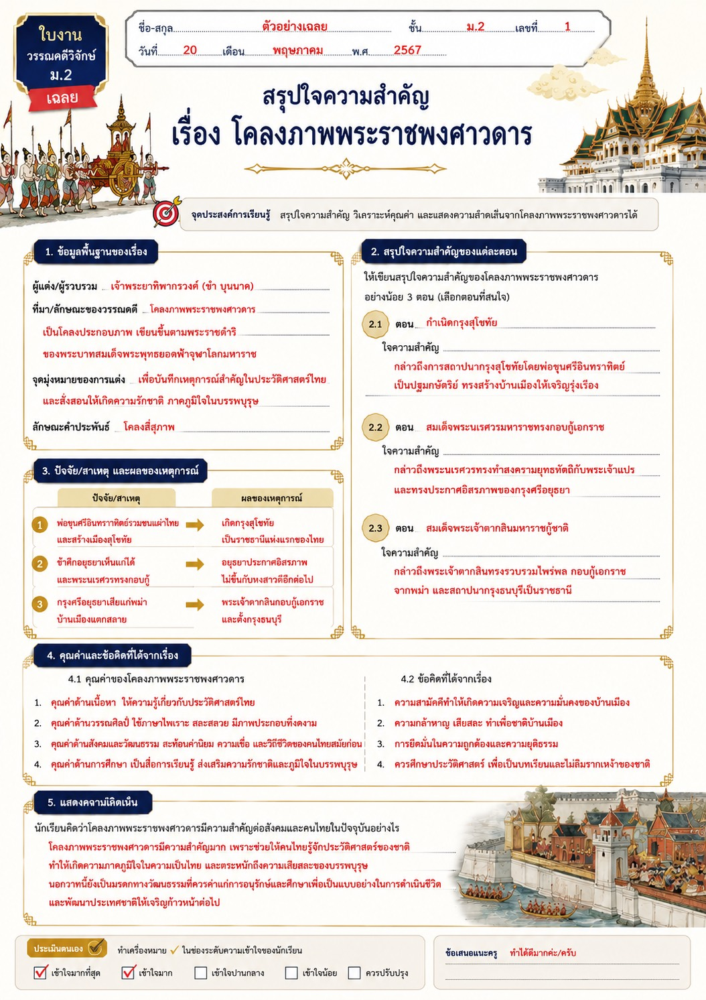 ใบงาน
วรรณคดีวิจักษ์
ม.2
เฉลย
ชื่อ-สกุล ตัวอย่างเฉลย ชั้น ม.2 เลขที่ 1
วันที่ 20 เดือน พฤษภาคม พ.ศ. 2567
สรุปใจความสำคัญ
เรื่อง โคลงภาพพระราชพงศาวดาร
จุดประสงค์การเรียนรู้ สรุปใจความสำคัญ วิเคราะห์คุณค่า และแสดงความสำดเส็นจากโคลงภาพพระราชพงศาวดารได้
1. ข้อมูลพื้นฐานของเรื่อง
ผู้แต่ง/ผู้รวบรวม เจ้าพระยาทิพากรวงศ์ (ขำ บุนนาค)
ที่มา/ลักษณะของวรรณดดี โคลงภาพพระราชพงศาวดาร
เป็นโคลงประกอบภาพ เขียนขึ้นตามพระราชดำริ
ของพระบาทสมเด็จพระพุทธยอดฟ้าจุฬาโลกมหาราช
จุดมุ่งหมายของการแต่ง เพื่อบันทึกเหตุการณ์สำคัญในประวัติศาสตร์ไทย
และสั่งสอนให้เกิดความรักชาติ ภาคภูมิใจในบรรพบุรุษ
ลักษณะคำประพันธ์ โคลงสี่สุภาพ
2. สรุปใจความสำคัญของแต่ละตอน
ให้เขียนสรุปใจความสำคัญของโคลงภาพพระราชพงศาวดาร
อย่างน้อย 3 ตอน (เลือกตอนที่สนใจ)
2.1 ตอน กำเนิดกรุงสุโขทัย
ใจความสำคัญ
กล่าวถึงการสถาปนากรุงสุโขทัยโดยพ่อขุนศรีอินทราทิตย์
เป็นปฐมกษัตริย์ ทรงสร้างบ้านเมืองให้เจริญรุ่งเรือง
2.2 ตอน สมเด็จพระนเรศวรมหาราชทรงกอบกู้เอกราช
ใจความสำคัญ
กล่าวถึงพระนเรศวรทรงทำสงครามยุทธหัตถีกับพระเจ้าแปร
และทรงประกาศอิสรภาพของกรุงศรีอยุธยา
2.3 ตอน สมเด็จพระเจ้าตากสินมหาราชกู้ชาติ
ใจความสำคัญ
กล่าวถึงพระเจ้าตากสินทรงรวบรวมไพร่พล กอบกู้เอกราช
จากพม่า และสถาปนากรุงธนบุรีเป็นราชธานี
3. ปัจจัย/สาเหตุ และผลของเหตุการณ์
ปัจจัย/สาเหตุ ผลของเหตุการณ์
1 พ่อขุนศรีอินทราาทิตย์รวมชนแผ่าไทย เกิดกรุงสุโขทัย
และสร้างเมืองสุโขทัย เป็นราชธานีแห่งแรกของไทย
2 ข้าศึกอยุธยาเห็นแก่ได้ อยุธยาประกาศอิสรภาพ
และพระนเรศวรทรงกอบกู้ ไม่ขึ้นกับหงสาวดีอีกต่อไป
3 กรุงศรีอยุธยาเสียแก่พม่า พระเจ้าตากสินกอบกู้เอกราช
บ้านเมืองแตกสลาย และตั้งกรุงธนบุรี
4. คุณค่าและข้อคิดที่ได้จากเรื่อง
4.1 คุณค่าของโคลงภาพพระราชพงศาวดาร
1. คุณค่าด้านเนื้อหา ให้ความรู้เกี่ยวกับประวัติศาสตร์ไทย
2. คุณค่าด้านวรรณศิลป์ ใช้ภาษาไพเราะ สละสลวย มีภาพประกอบที่งดงาม
3. คุณค่าด้านสังคมและวัฒนธรรม สะท้อนค่านิยม ความเชื่อ และวิถีชีวิตของคนไทยสมัยก่อน
4. คุณค่าด้านการศึกษา เป็นสื่อการเรียนรู้ ส่งเสริมความรักชาติและภูมิใจในบรรพบุรุษ
4.2 ข้อคิดที่ได้จากเรื่อง
1. ความสามัคคีทำให้เกิดความเจริญและความมั่นคงของบ้านเมือง
2. ความกล้าหาญ เสียสละ ทำเพื่อชาติบ้านเมือง
3. การยึดมั่นในความถูกต้องและความยุติธรรม
4. ควรศึกษาประวัติศาสตร์ เพื่อเป็นบทเรียนและไม่ลืมรากเหง้าของชาติ
5. แสดงความคิดเห็น
นักเรียนคิดว่าโคลงภาพพระราชพงศาวดารมีความสำคัญต่อสังคมและคนไทยในปัจจุบันอย่างไร
โคลงภาพพระราชพงศาวดารมีความสำคัญมาก เพราะช่วยให้คนไทยรู้จักประวัติศาสตร์ของชาติ
ทำให้เกิดความภาคภูมิใจในความเป็นไทย และตระหนักถึงความเสียสละของบรรพบุรุษ
นอกวาทนี้ยังเป็นมรดกทางวัฒนธรรมที่ควรค่าแก่การอนุรักษ์และศึกษาเพื่อเป็นแบบอย่างในการดำเนินชีวิต
และพัฒนาประเทศชาติให้เจริญก้าวหน้าต่อไป
ประเมินตนเอง ทำเครื่องหมาย ✓ ในช่องระดับความเข้าใจของนักเรียน
เข้าใจมากที่สุด เข้าใจมาก เข้าใจปานกลาง เข้าใจน้อย ควรปรับปรุง
ข้อเสนอแนะครู ทำได้ดีมากค่ะ/ครับ